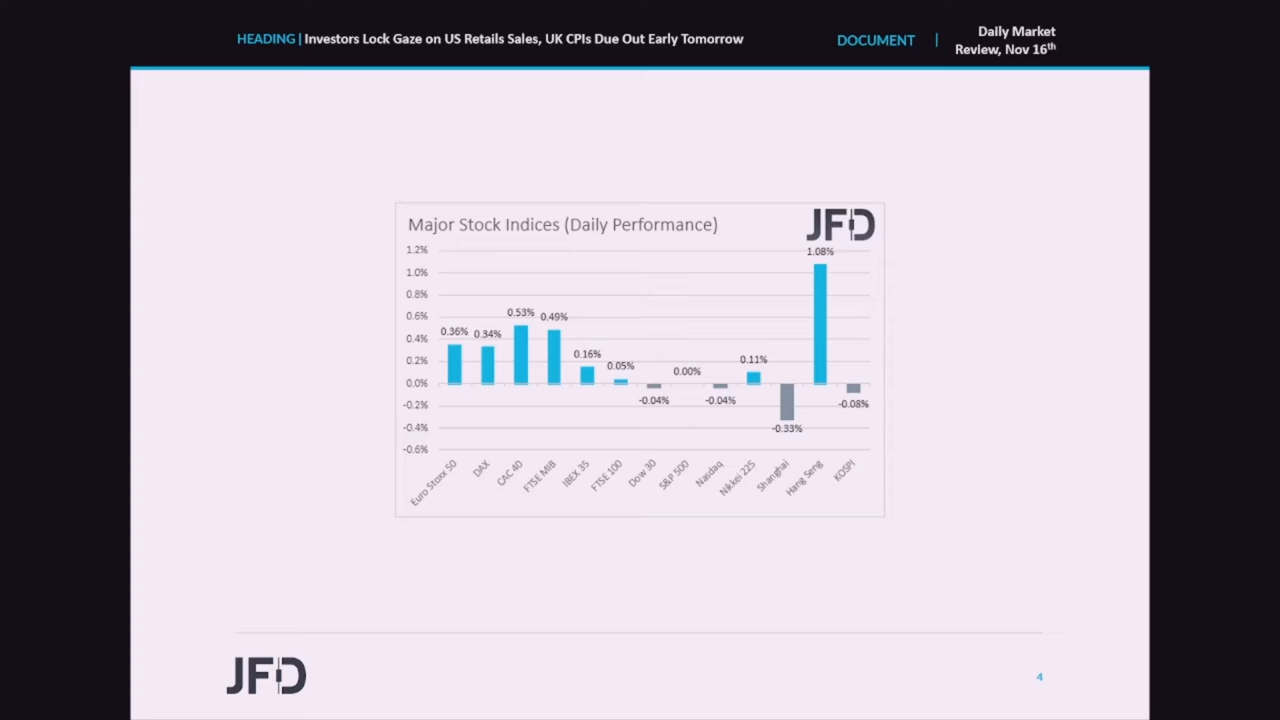 HEADING | Investors Lock Gaze on US Retails Sales, UK CPIs Due Out Early Tomorrow
DOCUMENT | Daily Market
Review, Nov 16th
Major Stock Indices (Daily Performance)
JFD
1.2%
1.0%
0.8%
0.6%
0.4%
0.2%
0.0%
-0.2%
-0.4%
-0.6%
0.36%
0.34%
0.53%
0.49%
0.16%
0.05%
-0.04%
0.00%
-0.04%
0.11%
-0.33%
1.08%
-0.08%
Euro Stoxx 50
DAX
CAC 40
FTSE MIB
IBEX 35
FTSE 100
Dow 30
S&P 500
Nasdaq
Nikkei 225
Shanghai
Hang Seng
KOSPI
JFD
4